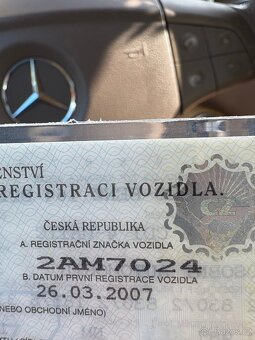 ENSTVÍ
REGISTRACI VOZIDLA.
ČESKÁ REPUBLIKA
A. REGISTRAČNÍ ZNAČKA VOZIDLA
2AM7024
B. DATUM PRVNÍ REGISTRACE VOZIDLA
26.03.2007
NEBO OBCHODNÍ JMÉNO)
CZ